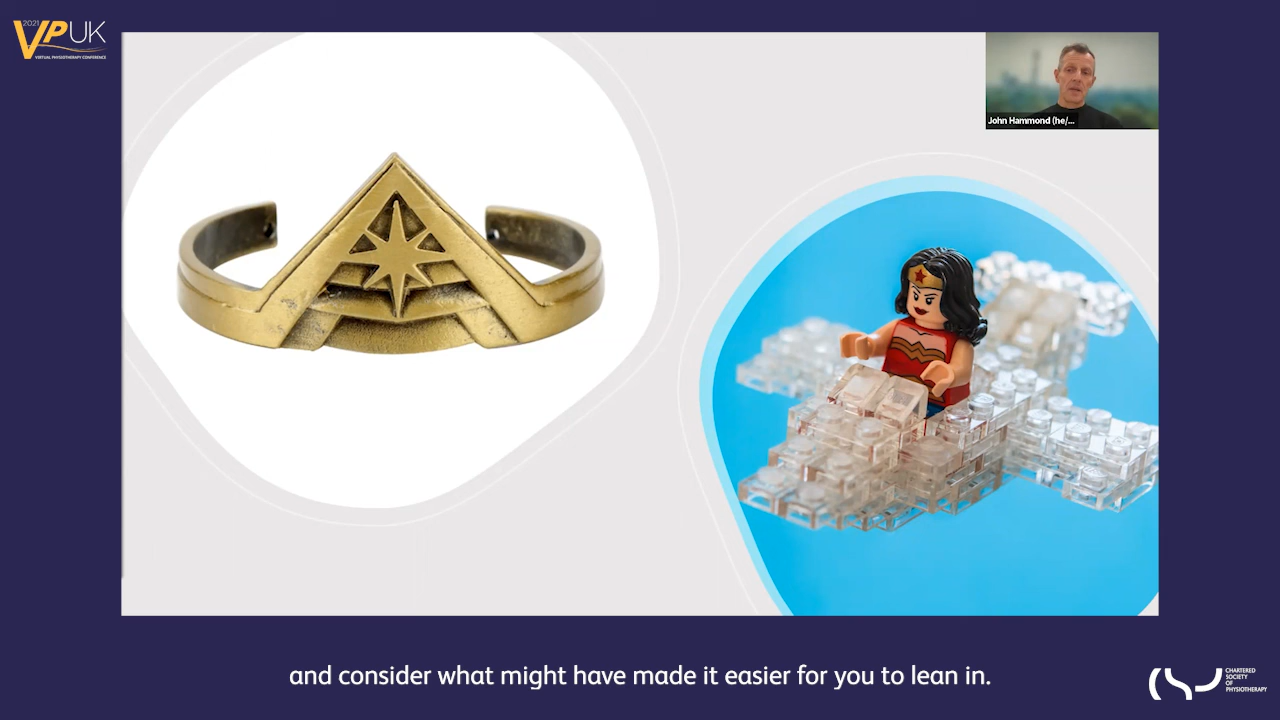 2021
VPUK
VIRTUAL PHYSIOTHERAPY CONFERENCE
John Hammond (he/...
and consider what might have made it easier for you to lean in.
CHARTERED
SOCIETY
OF
PHYSIOTHERAPY